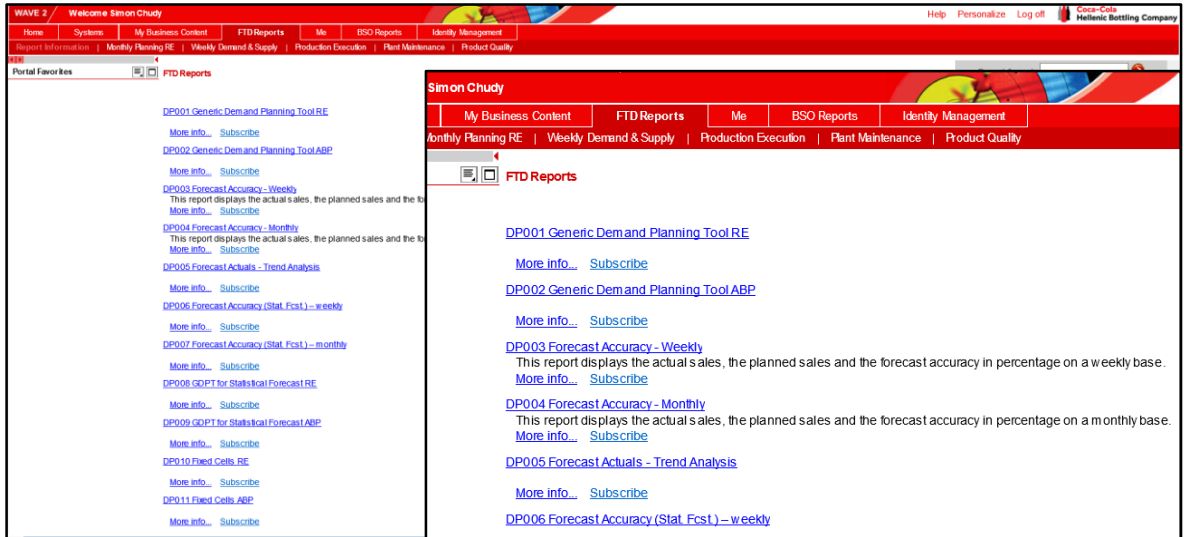 WAVE 2 Welcome Simon Chudy Help Personalize Log off Coca-Cola
Hellenic Bottling Company
Home Systems My Business Content FTD Reports Me BSO Reports Identity Management
Report Information | Monthly Planning RE | Weekly Demand & Supply | Production Execution | Plant Maintenance | Product Quality
Portal Favorites FTD Reports
DP001 Generic Demand Planning Tool RE
More info... Subscribe
DP002 Generic Demand Planning Tool ABP
More info... Subscribe
DP003 Forecast Accuracy - Weekly
This report displays the actual sales, the planned sales and the fo
More info... Subscribe
DP004 Forecast Accuracy - Monthly
This report displays the actual sales, the planned sales and the fo
More info... Subscribe
DP005 Forecast Actuals - Trend Analysis
More info... Subscribe
DP006 Forecast Accuracy (Stat. Fcst.) – weekly
More info... Subscribe
DP007 Forecast Accuracy (Stat. Fcst.) – monthly
More info... Subscribe
DP008 GDPT for Statistical Forecast RE
More info... Subscribe
DP009 GDPT for Statistical Forecast ABP
More info... Subscribe
DP010 Fixed Cells RE
More info... Subscribe
DP011 Fixed Cells ABP
More info... Subscribe
Simon Chudy
My Business Content FTD Reports Me BSO Reports Identity Management
Monthly Planning RE | Weekly Demand & Supply | Production Execution | Plant Maintenance | Product Quality
FTD Reports
DP001 Generic Demand Planning Tool RE
More info... Subscribe
DP002 Generic Demand Planning Tool ABP
More info... Subscribe
DP003 Forecast Accuracy - Weekly
This report displays the actual sales, the planned sales and the forecast accuracy in percentage on a weekly base.
More info... Subscribe
DP004 Forecast Accuracy - Monthly
This report displays the actual sales, the planned sales and the forecast accuracy in percentage on a monthly base.
More info... Subscribe
DP005 Forecast Actuals - Trend Analysis
More info... Subscribe
DP006 Forecast Accuracy (Stat. Fcst.) – weekly